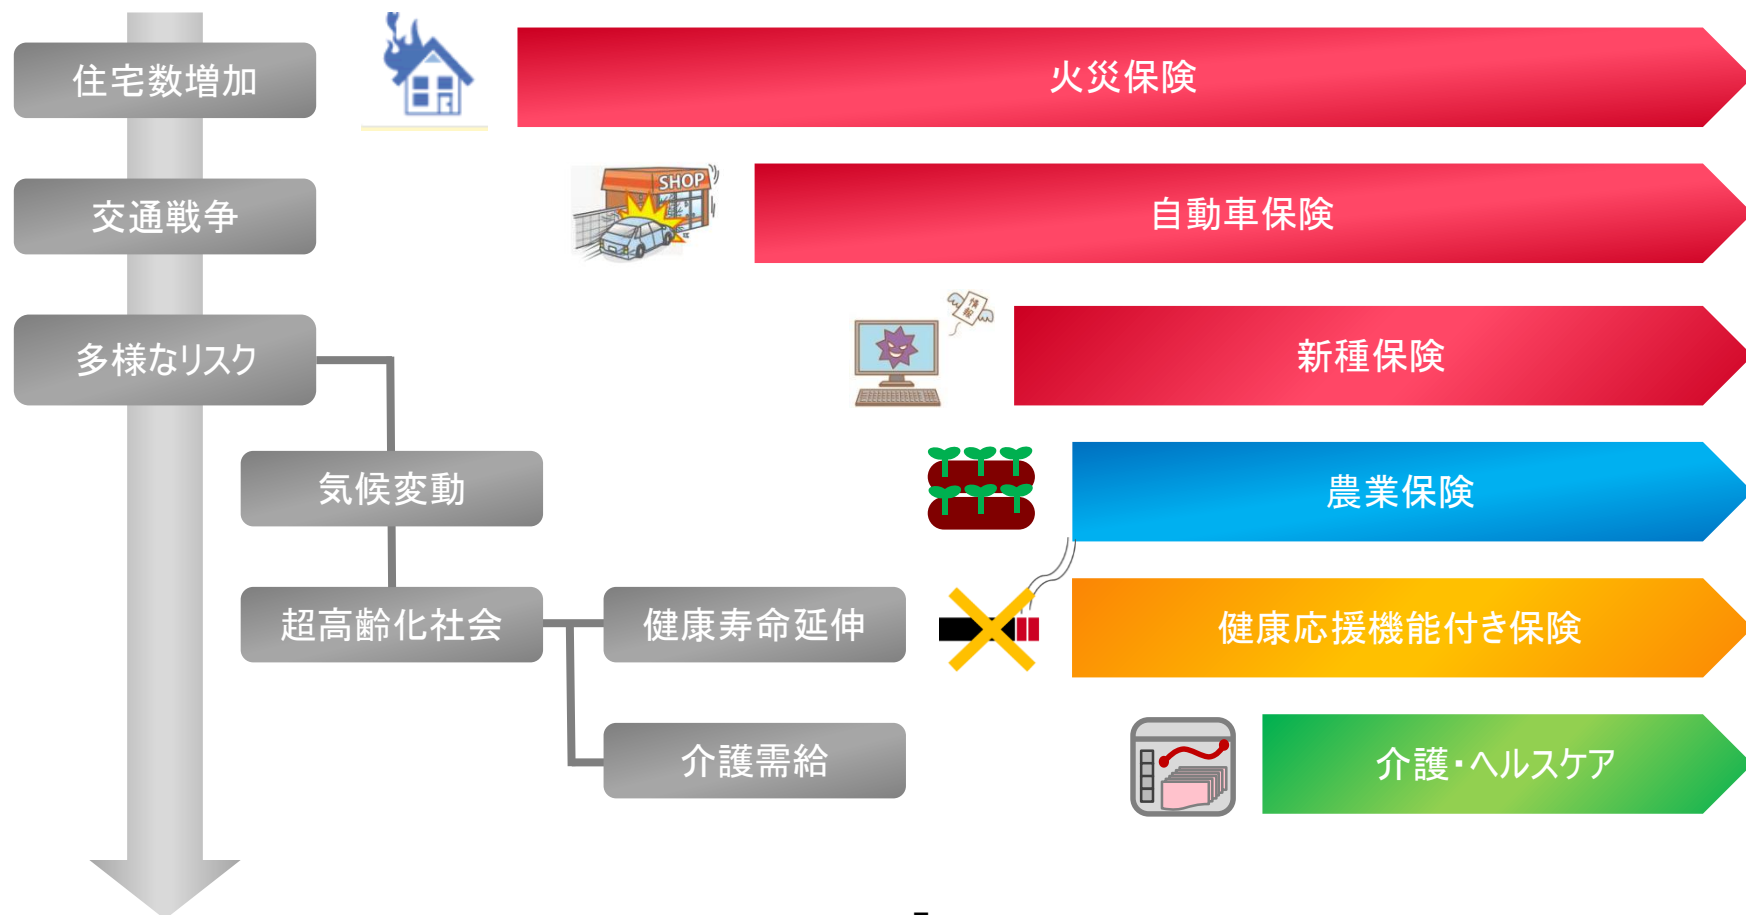 住宅数増加
火災保険
交通戦争
SHOP
自動車保険
多様なリスク
情報
新種保険
気候変動
農業保険
超高齢化社会
健康寿命延伸
健康応援機能付き保険
介護需給
介護・ヘルスケア